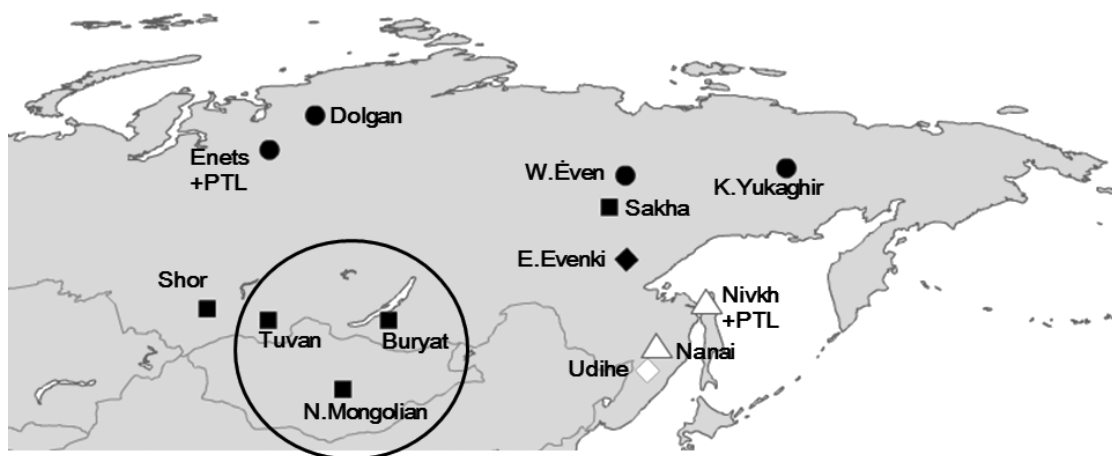 Dolgan
Enets
+PTL
W.Ėven
K.Yukaghir
Sakha
E.Evenki
Shor
Nivkh
+PTL
Tuvan
Buryat
Nanai
Udihe
N.Mongolian